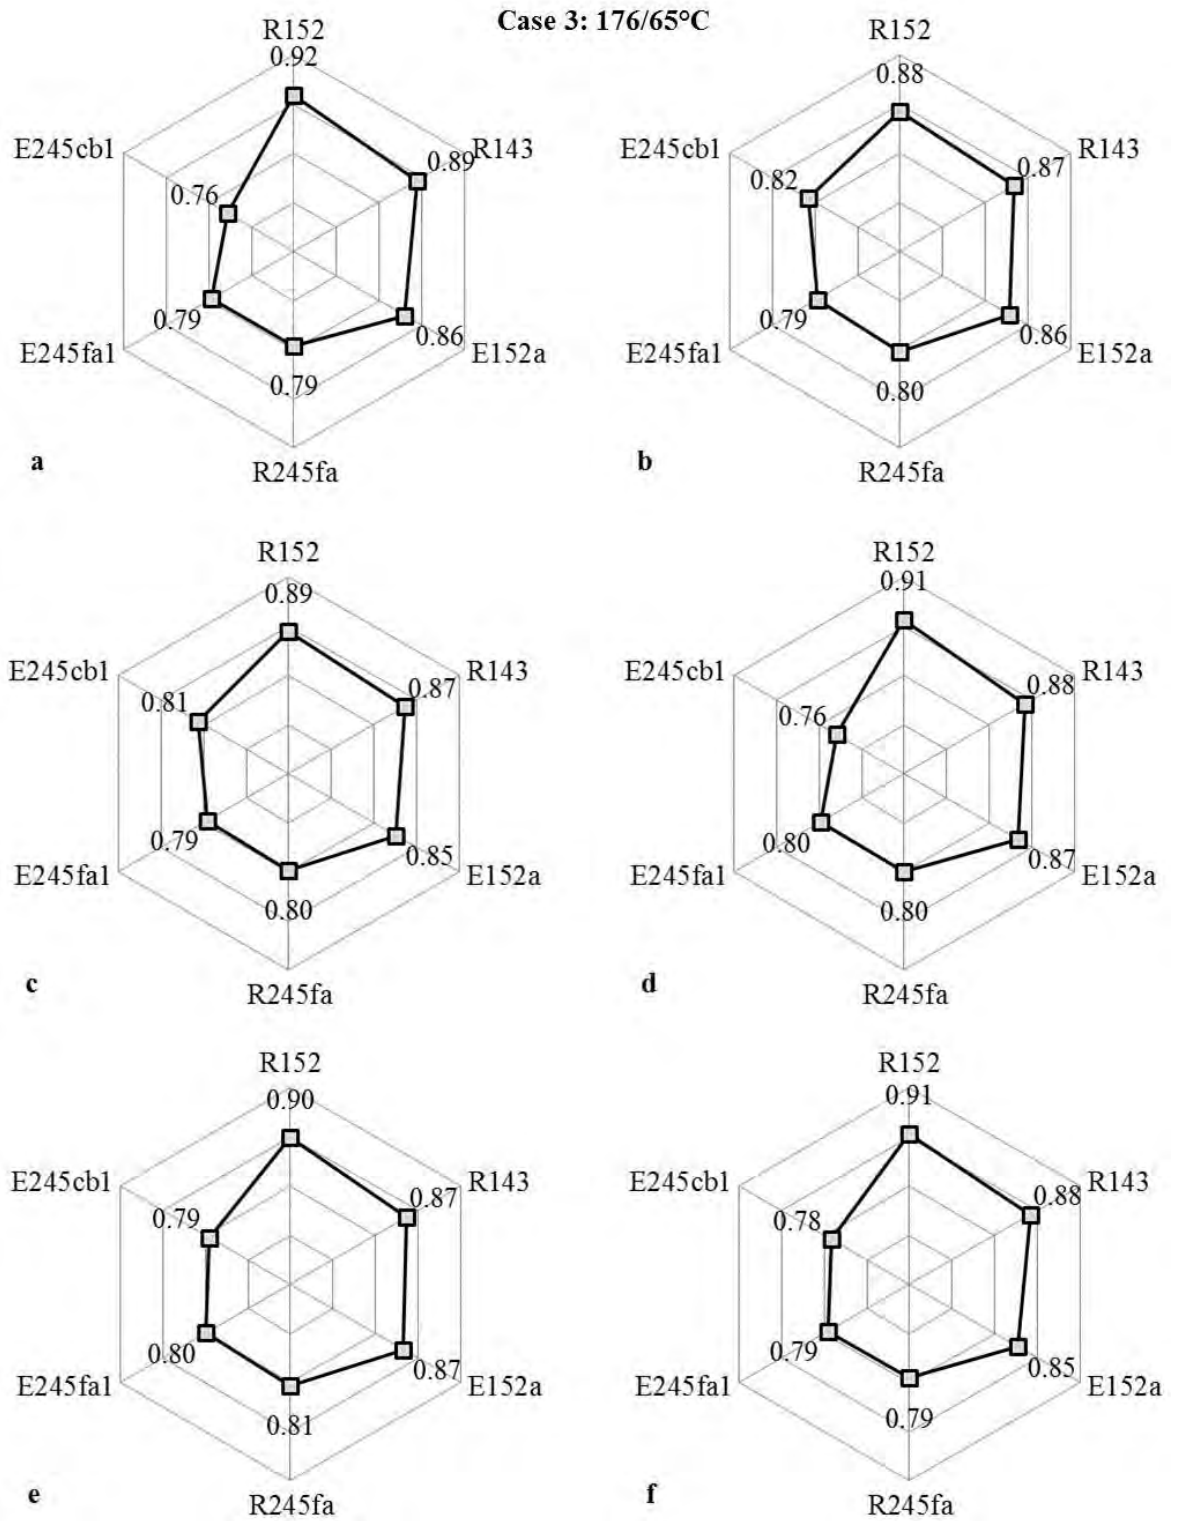 Case 3: 176/65°C
R152
0.92
E245cb1
R143
0.89
0.76
0.79
0.86
E245fa1
E152a
0.79
R245fa
a
R152
0.88
E245cb1
R143
0.87
0.82
0.79
0.86
E245fa1
E152a
0.80
R245fa
b
R152
0.89
E245cb1
R143
0.87
0.81
0.79
0.85
E245fa1
E152a
0.80
R245fa
c
R152
0.91
E245cb1
R143
0.88
0.76
0.80
0.87
E245fa1
E152a
0.80
R245fa
d
R152
0.90
E245cb1
R143
0.87
0.79
0.80
0.87
E245fa1
E152a
0.81
R245fa
e
R152
0.91
E245cb1
R143
0.88
0.78
0.79
0.85
E245fa1
E152a
0.79
R245fa
f